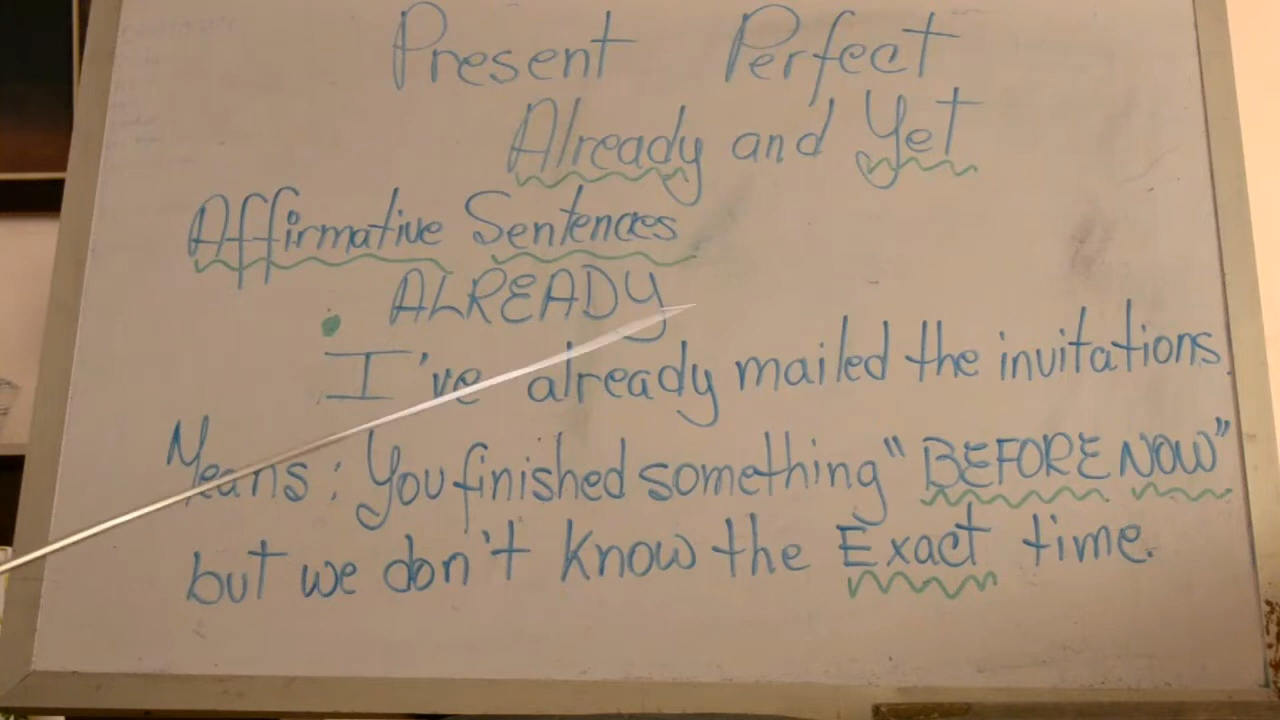 Present Perfect
Already and Yet
Affirmative Sentences
ALREADY
I've already mailed the invitations
Means: You finished something "BEFORE NOW"
but we don't know the Exact time.